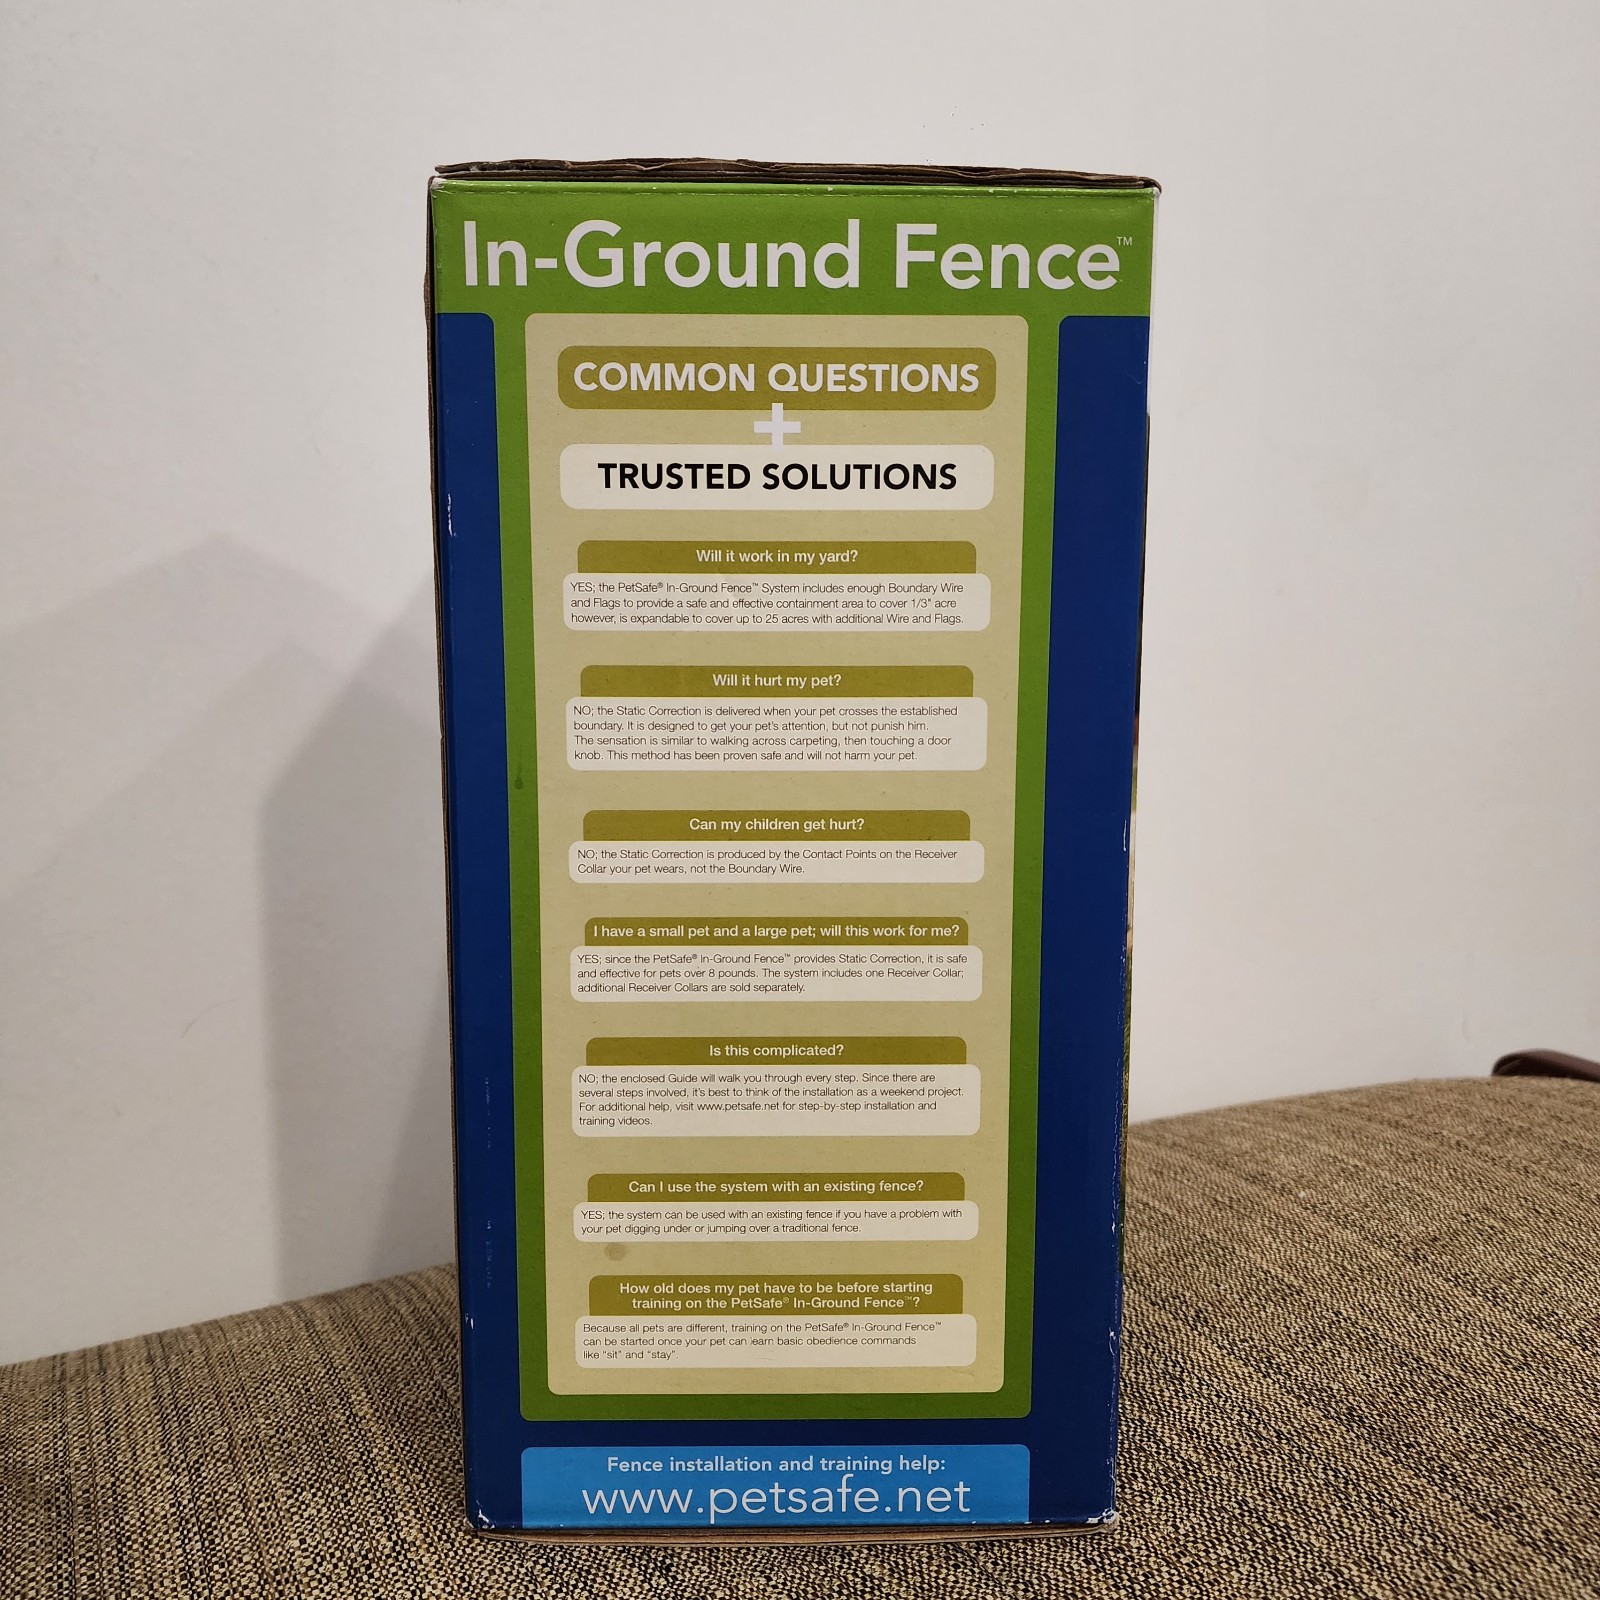 In-Ground Fence™
COMMON QUESTIONS
+
TRUSTED SOLUTIONS
Will it work in my yard?
YES; the PetSafe® In-Ground Fence™ System includes enough Boundary Wire
and Flags to provide a safe and effective containment area to cover 1/3" acre
however, is expandable to cover up to 25 acres with additional Wire and Flags.
Will it hurt my pet?
NO; the Static Correction is delivered when your pet crosses the established
boundary. It is designed to get your pet's attention, but not punish him.
The sensation is similar to walking across carpeting, then touching a door
knob. This method has been proven safe and will not harm your pet.
Can my children get hurt?
NO; the Static Correction is produced by the Contact Points on the Receiver
Collar your pet wears, not the Boundary Wire.
I have a small pet and a large pet; will this work for me?
YES; since the PetSafe® In-Ground Fence™ provides Static Correction, it is safe
and effective for pets over 8 pounds. The system includes one Receiver Collar;
additional Receiver Collars are sold separately.
Is this complicated?
NO; the enclosed Guide will walk you through every step. Since there are
several steps involved, it's best to think of the installation as a weekend project.
For additional help, visit www.petsafe.net for step-by-step installation and
training videos.
Can I use the system with an existing fence?
YES; the system can be used with an existing fence if you have a problem with
your pet digging under or jumping over a traditional fence.
How old does my pet have to be before starting
training on the PetSafe® In-Ground Fence™?
Because all pets are different, training on the PetSafe® In-Ground Fence™
can be started once your pet can learn basic obedience commands
like "sit" and "stay".
Fence installation and training help:
www.petsafe.net